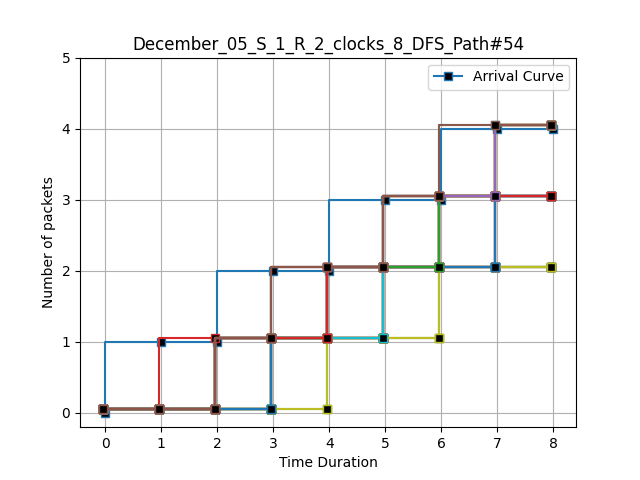 December_05_S_1_R_2_clocks_8_DFS_Path#54
Arrival Curve
5
4
3
2
1
0
Number of packets
0 1 2 3 4 5 6 7 8
Time Duration